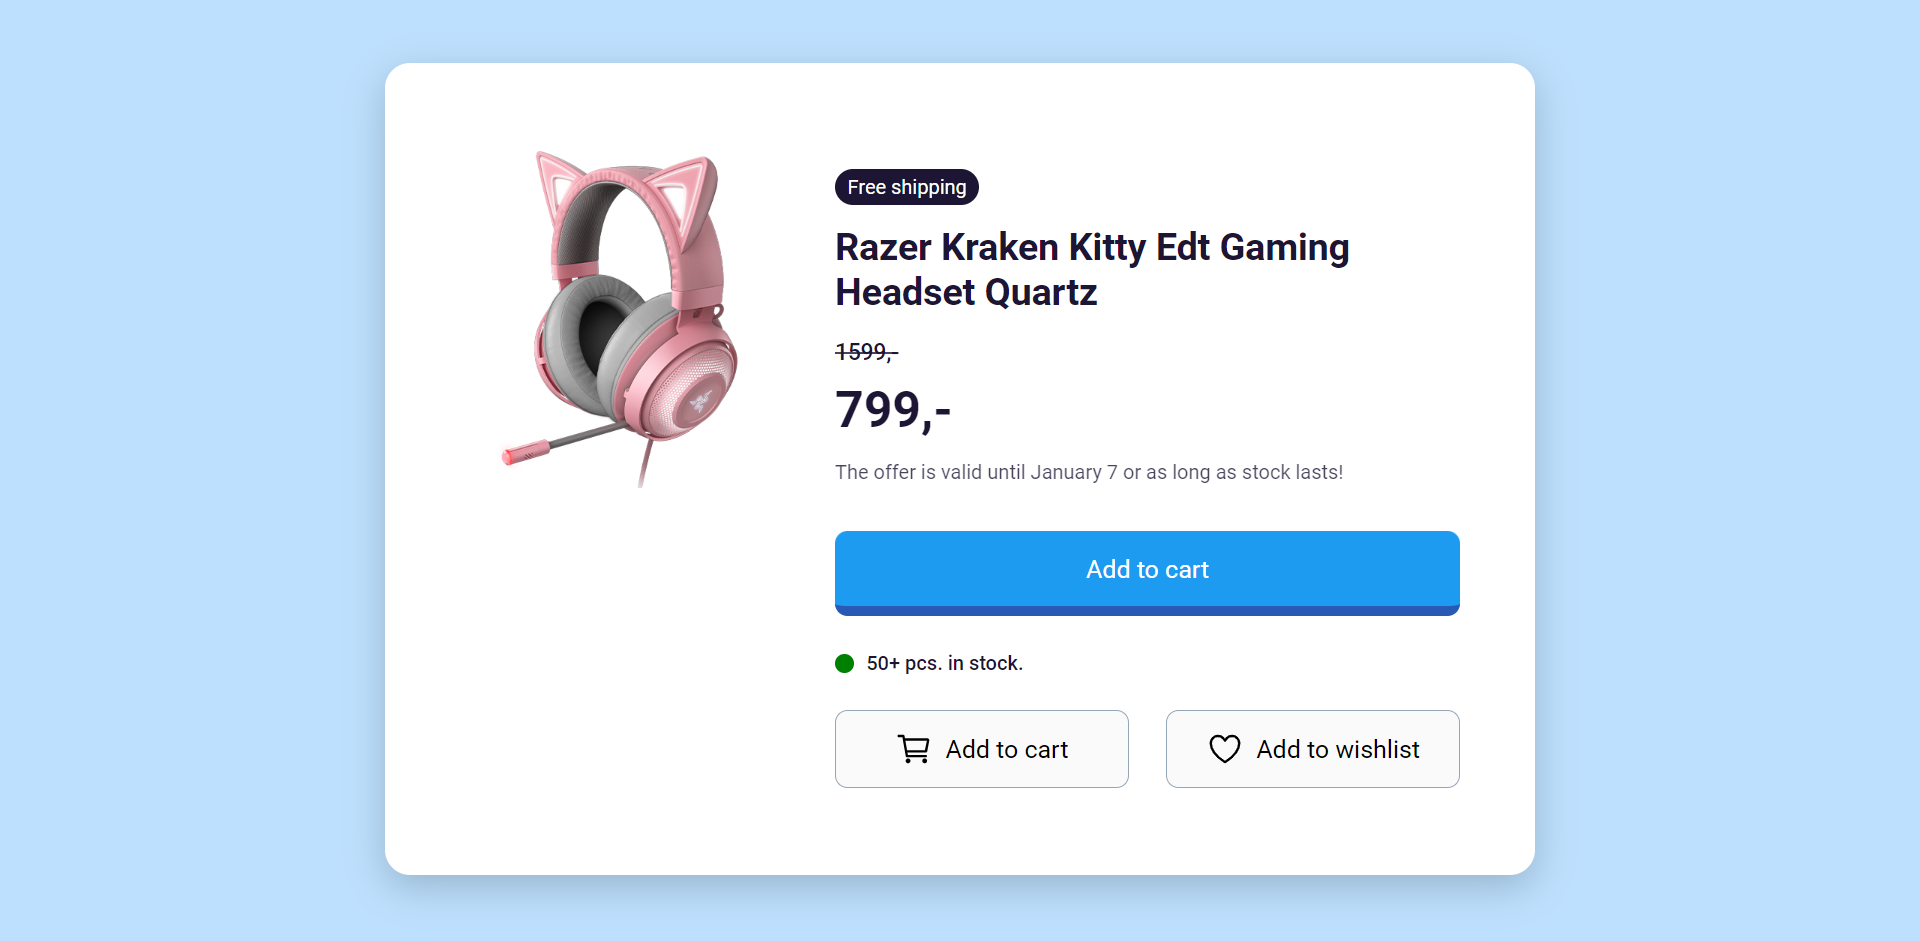 Free shipping
Razer Kraken Kitty Edt Gaming
Headset Quartz
1599,-
799,-
The offer is valid until January 7 or as long as stock lasts!
Add to cart
50+ pcs. in stock.
Add to cart
Add to wishlist